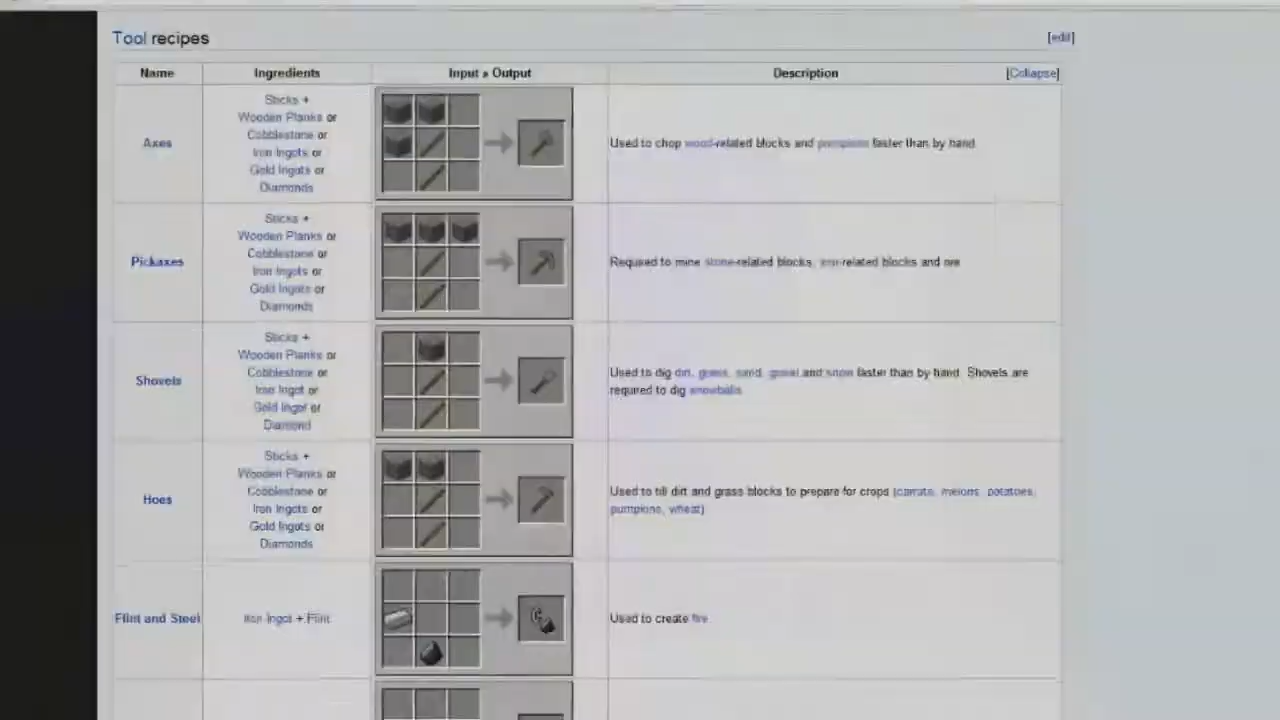 Tool recipes [edit]
Name Ingredients Input » Output Description [Collapse]
Axes
Sticks +
Wooden Planks or
Cobblestone or
Iron Ingots or
Gold Ingots or
Diamonds
Used to chop wood-related blocks and pumpkins faster than by hand.
Pickaxes
Sticks +
Wooden Planks or
Cobblestone or
Iron Ingots or
Gold Ingots or
Diamonds
Required to mine stone-related blocks, iron-related blocks and ore.
Shovels
Sticks +
Wooden Planks or
Cobblestone or
Iron Ingot or
Gold Ingot or
Diamond
Used to dig dirt, grass, sand, gravel and snow faster than by hand. Shovels are
required to dig snowballs.
Hoes
Sticks +
Wooden Planks or
Cobblestone or
Iron Ingots or
Gold Ingots or
Diamonds
Used to till dirt and grass blocks to prepare for crops (carrots, melons, potatoes,
pumpkins, wheat)
Flint and Steel
Iron Ingot + Flint
Used to create fire.